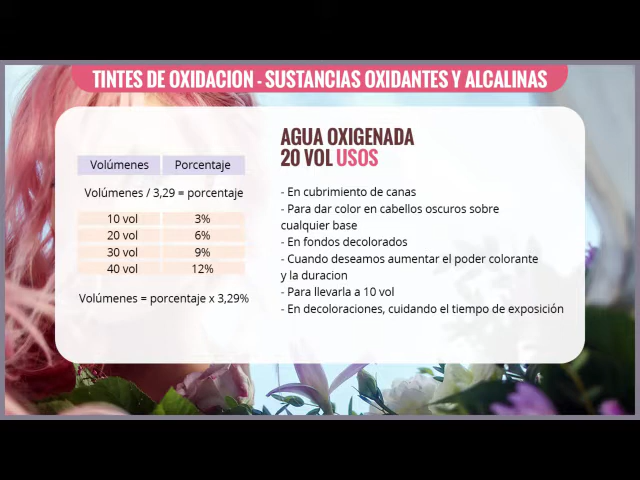 TINTES DE OXIDACION - SUSTANCIAS OXIDANTES Y ALCALINAS
Volúmenes Porcentaje
Volúmenes / 3,29 = porcentaje
10 vol 3%
20 vol 6%
30 vol 9%
40 vol 12%
Volúmenes = porcentaje x 3,29%
AGUA OXIGENADA
20 VOL USOS
- En cubrimiento de canas
- Para dar color en cabellos oscuros sobre
cualquier base
- En fondos decolorados
- Cuando deseamos aumentar el poder colorante
y la duracion
- Para llevarla a 10 vol
- En decoloraciones, cuidando el tiempo de exposición